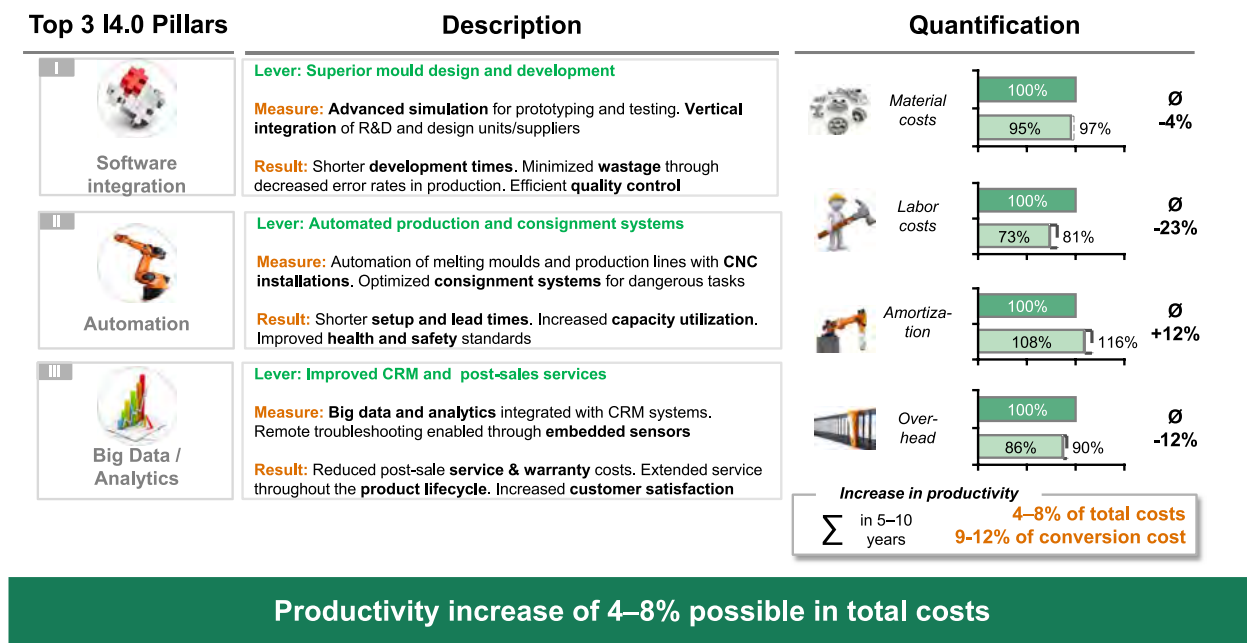 Top 3 I4.0 Pillars
Description
Quantification
I
Software
integration
Lever: Superior mould design and development
Measure: Advanced simulation for prototyping and testing. Vertical
integration of R&D and design units/suppliers
Result: Shorter development times. Minimized wastage through
decreased error rates in production. Efficient quality control
II
Automation
Lever: Automated production and consignment systems
Measure: Automation of melting moulds and production lines with CNC
installations. Optimized consignment systems for dangerous tasks
Result: Shorter setup and lead times. Increased capacity utilization.
Improved health and safety standards
III
Big Data /
Analytics
Lever: Improved CRM and post-sales services
Measure: Big data and analytics integrated with CRM systems.
Remote troubleshooting enabled through embedded sensors
Result: Reduced post-sale service & warranty costs. Extended service
throughout the product lifecycle. Increased customer satisfaction
Material
costs
100%
95% 97%
Ø
-4%
Labor
costs
100%
73% 81%
Ø
-23%
Amortiza-
tion
100%
108% 116%
Ø
+12%
Over-
head
100%
86% 90%
Ø
-12%
Increase in productivity
∑
in 5–10
years
4–8% of total costs
9-12% of conversion cost
Productivity increase of 4–8% possible in total costs